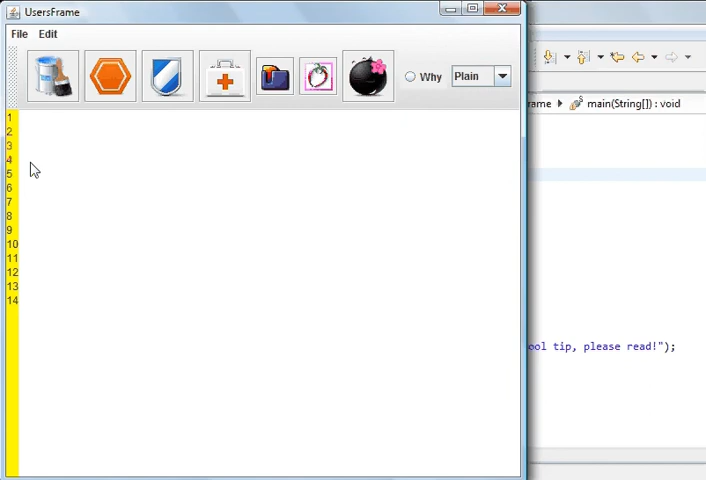 UsersFrame
File Edit
Why Plain
rame main(String[]) : void
1
2
3
4
5
6
7
8
9
10
11
12
13
14
ool tip, please read!");